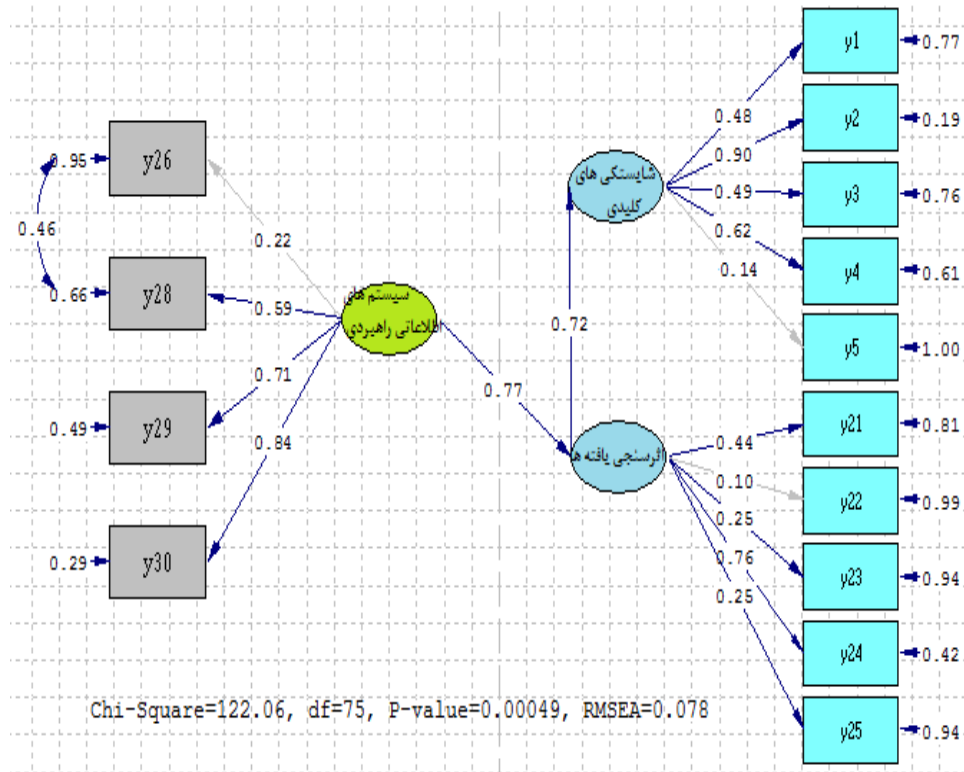 y26
y28
y29
y30
0.95
0.66
0.49
0.29
0.46
0.22
0.59
0.71
0.84
سیستم های
اطلاعاتی راهبردی
0.77
0.72
شایستگی های
کلیدی
اثرسنجی یافته ها
0.48
0.90
0.49
0.62
0.14
0.44
0.10
0.25
0.76
0.25
y1
y2
y3
y4
y5
y21
y22
y23
y24
y25
0.77
0.19
0.76
0.61
1.00
0.81
0.99
0.94
0.42
0.94
Chi-Square=122.06, df=75, P-value=0.00049, RMSEA=0.078